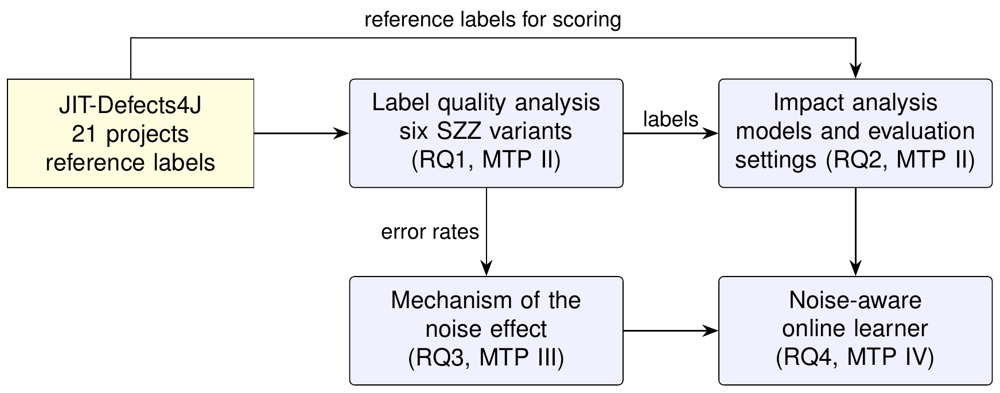 reference labels for scoring
JIT-Defects4J
21 projects
reference labels
Label quality analysis
six SZZ variants
(RQ1, MTP II)
labels
Impact analysis
models and evaluation
settings (RQ2, MTP II)
error rates
Mechanism of the
noise effect
(RQ3, MTP III)
Noise-aware
online learner
(RQ4, MTP IV)